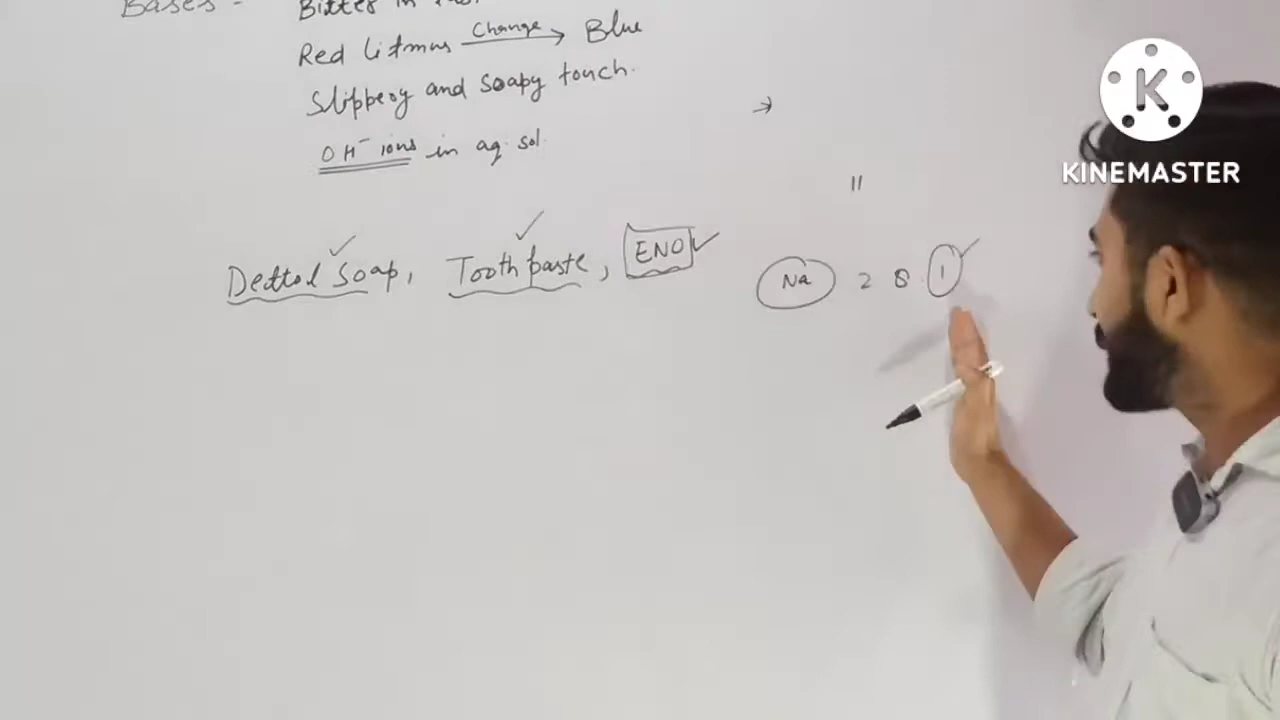 Bases - Bitter in
Red litmus Change → Blue
Slippery and Soapy touch.
OH⁻ ions in aq. sol.
→
"
Dettol Soap, Tooth paste, ENO
Na 2 8 1
K
KINEMASTER